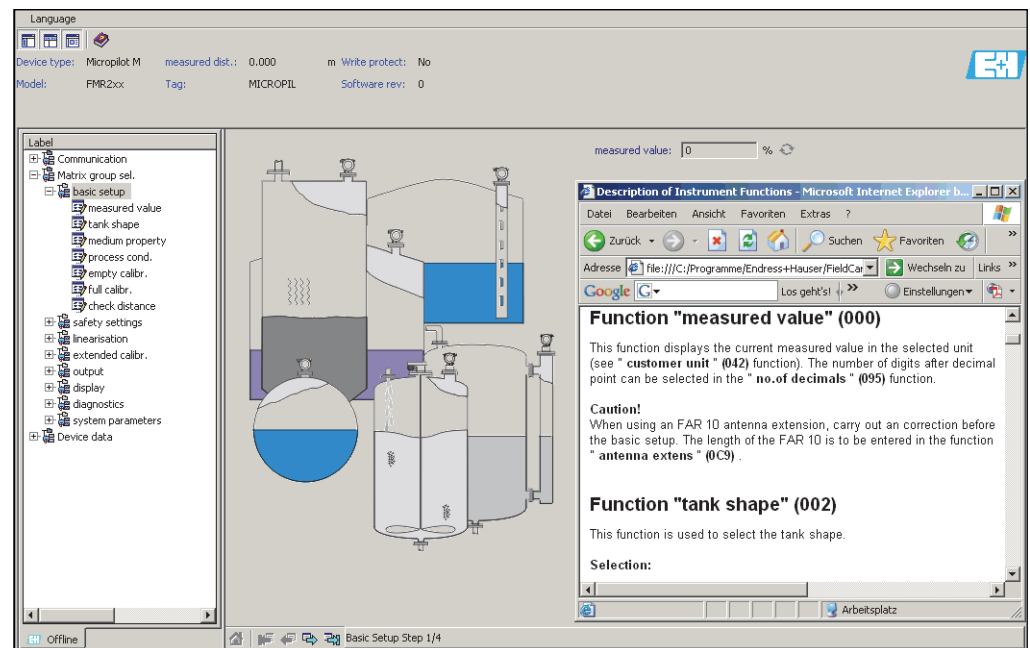 Language
Device type: Micropilot M measured dist.: 0.000 m Write protect: No
Model: FMR2xx Tag: MICROPIL Software rev: 0
E+H
Label
Communication
Matrix group sel.
basic setup
measured value
tank shape
medium property
process cond.
empty calibr.
full calibr.
check distance
safety settings
linearisation
extended calibr.
output
display
diagnostics
system parameters
Device data
Offline
measured value: 0 %
Description of Instrument Functions - Microsoft Internet Explorer b...
Datei Bearbeiten Ansicht Favoriten Extras ?
Zurück Suchen Favoriten »
Adresse file:///C:/Programme/Endress+Hauser/FieldCar Wechseln zu Links »
Google G Los geht's! » Einstellungen
Function "measured value" (000)
This function displays the current measured value in the selected unit
(see " customer unit " (042) function). The number of digits after decimal
point can be selected in the " no.of decimals " (095) function.
Caution!
When using an FAR 10 antenna extension, carry out an correction before
the basic setup. The length of the FAR 10 is to be entered in the function
" antenna extens " (0C9) .
Function "tank shape" (002)
This function is used to select the tank shape.
Selection:
Arbeitsplatz
Basic Setup Step 1/4